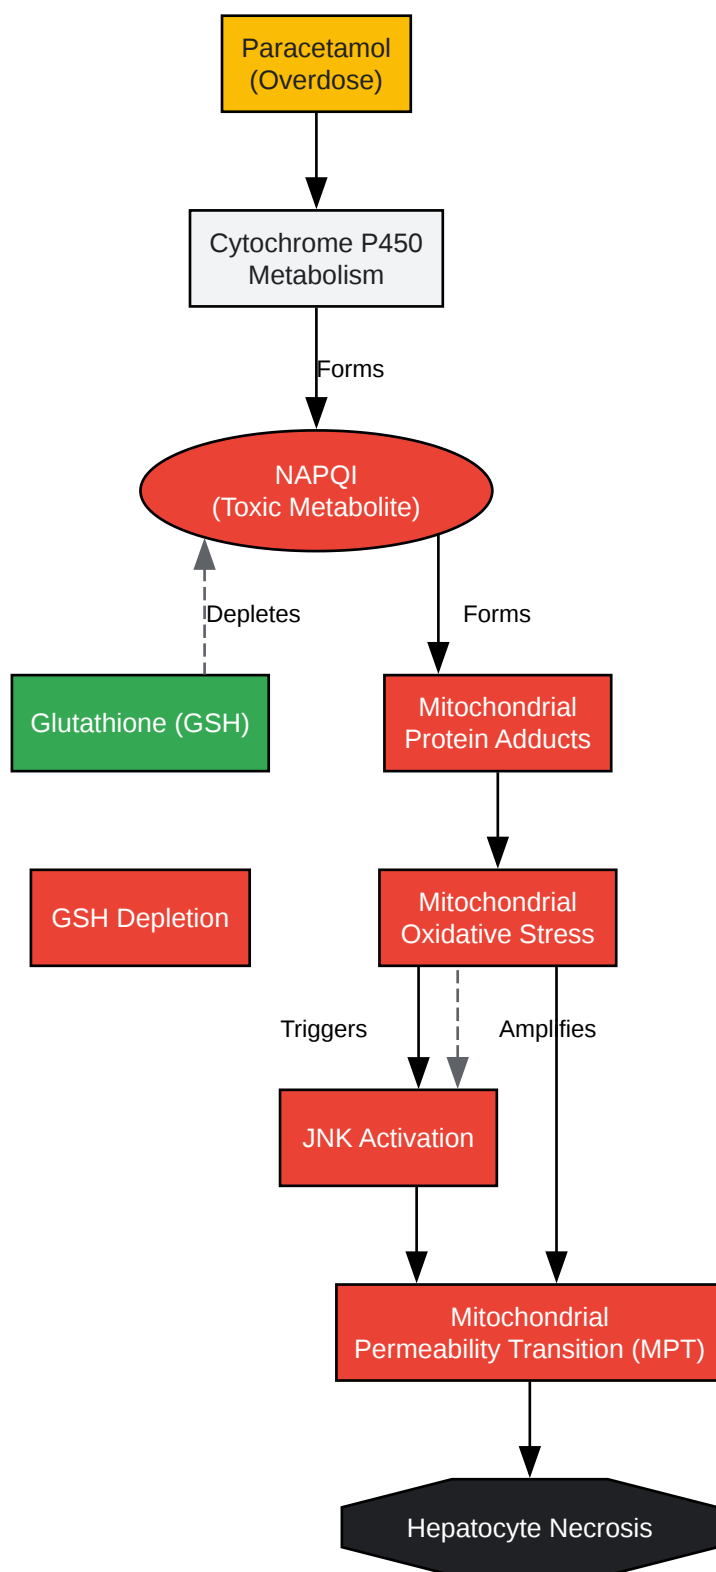 Paracetamol
(Overdose)
Cytochrome P450
Metabolism
Forms
NAPQI
(Toxic Metabolite)
Depletes
Forms
Glutathione (GSH)
Mitochondrial
Protein Adducts
GSH Depletion
Mitochondrial
Oxidative Stress
Triggers
Amplifies
JNK Activation
Mitochondrial
Permeability Transition (MPT)
Hepatocyte Necrosis